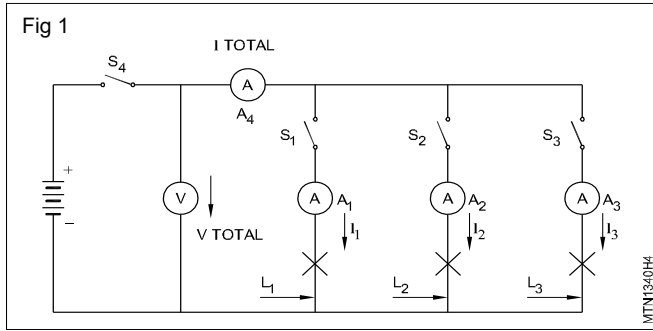 Fig 1
I TOTAL
S4
A
A4
S1
S2
S3
+
–
V
V TOTAL
A
A1
A
A2
A
A3
I1
I2
I3
L1
L2
L3
MTN1340H4